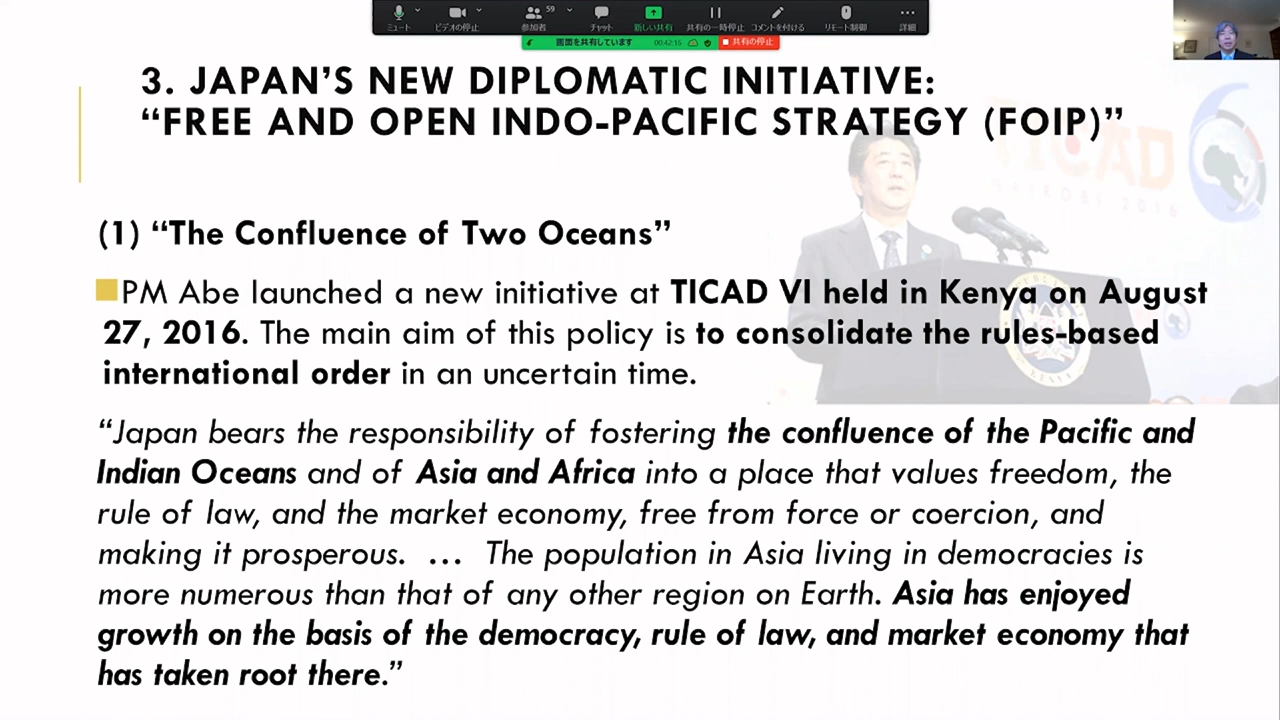 59
ミュート
ビデオの停止
参加者
チャット
新しい共有
共有の一時停止
コメントを付ける
リモート制御
詳細
画面を共有しています
00:42:15
共有の停止
3. JAPAN’S NEW DIPLOMATIC INITIATIVE:
“FREE AND OPEN INDO-PACIFIC STRATEGY (FOIP)”
TICAD
NAIROBI 2016
(1) “The Confluence of Two Oceans”
PM Abe launched a new initiative at TICAD VI held in Kenya on August
27, 2016. The main aim of this policy is to consolidate the rules-based
international order in an uncertain time.
“Japan bears the responsibility of fostering the confluence of the Pacific and
Indian Oceans and of Asia and Africa into a place that values freedom, the
rule of law, and the market economy, free from force or coercion, and
making it prosperous. … The population in Asia living in democracies is
more numerous than that of any other region on Earth. Asia has enjoyed
growth on the basis of the democracy, rule of law, and market economy that
has taken root there.”